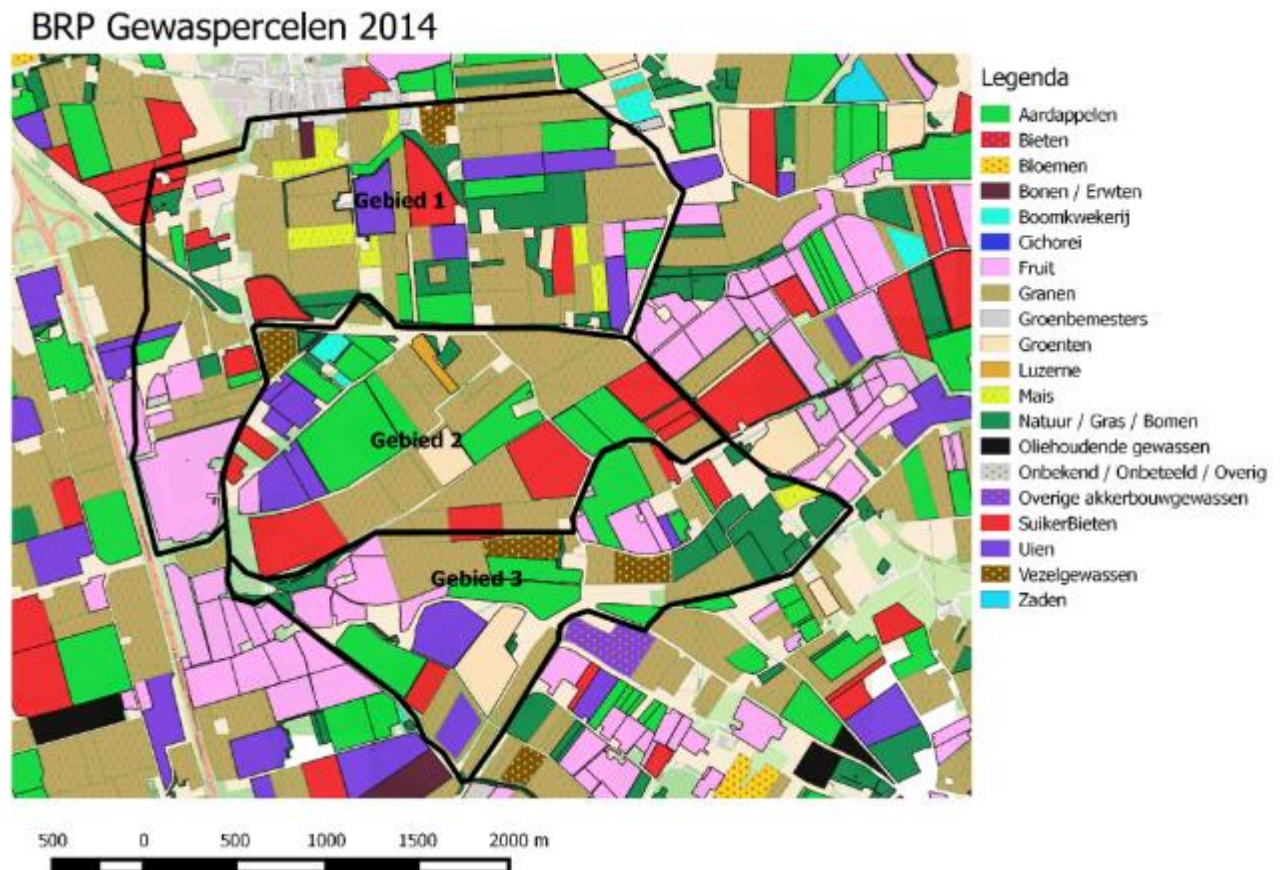 BRP Gewaspercelen 2014
Legenda
Aardappelen
Bieten
Bloemen
Bonen / Erwten
Boomkwekerij
Cichorei
Fruit
Granen
Groenbemesters
Groenten
Luzerne
Mais
Natuur / Gras / Bomen
Oliehoudende gewassen
Onbekend / Onbeteeld / Overig
Overige akkerbouwgewassen
SuikerBieten
Uien
Vezelgewassen
Zaden
Gebied 1
Gebied 2
Gebied 3
500 0 500 1000 1500 2000 m